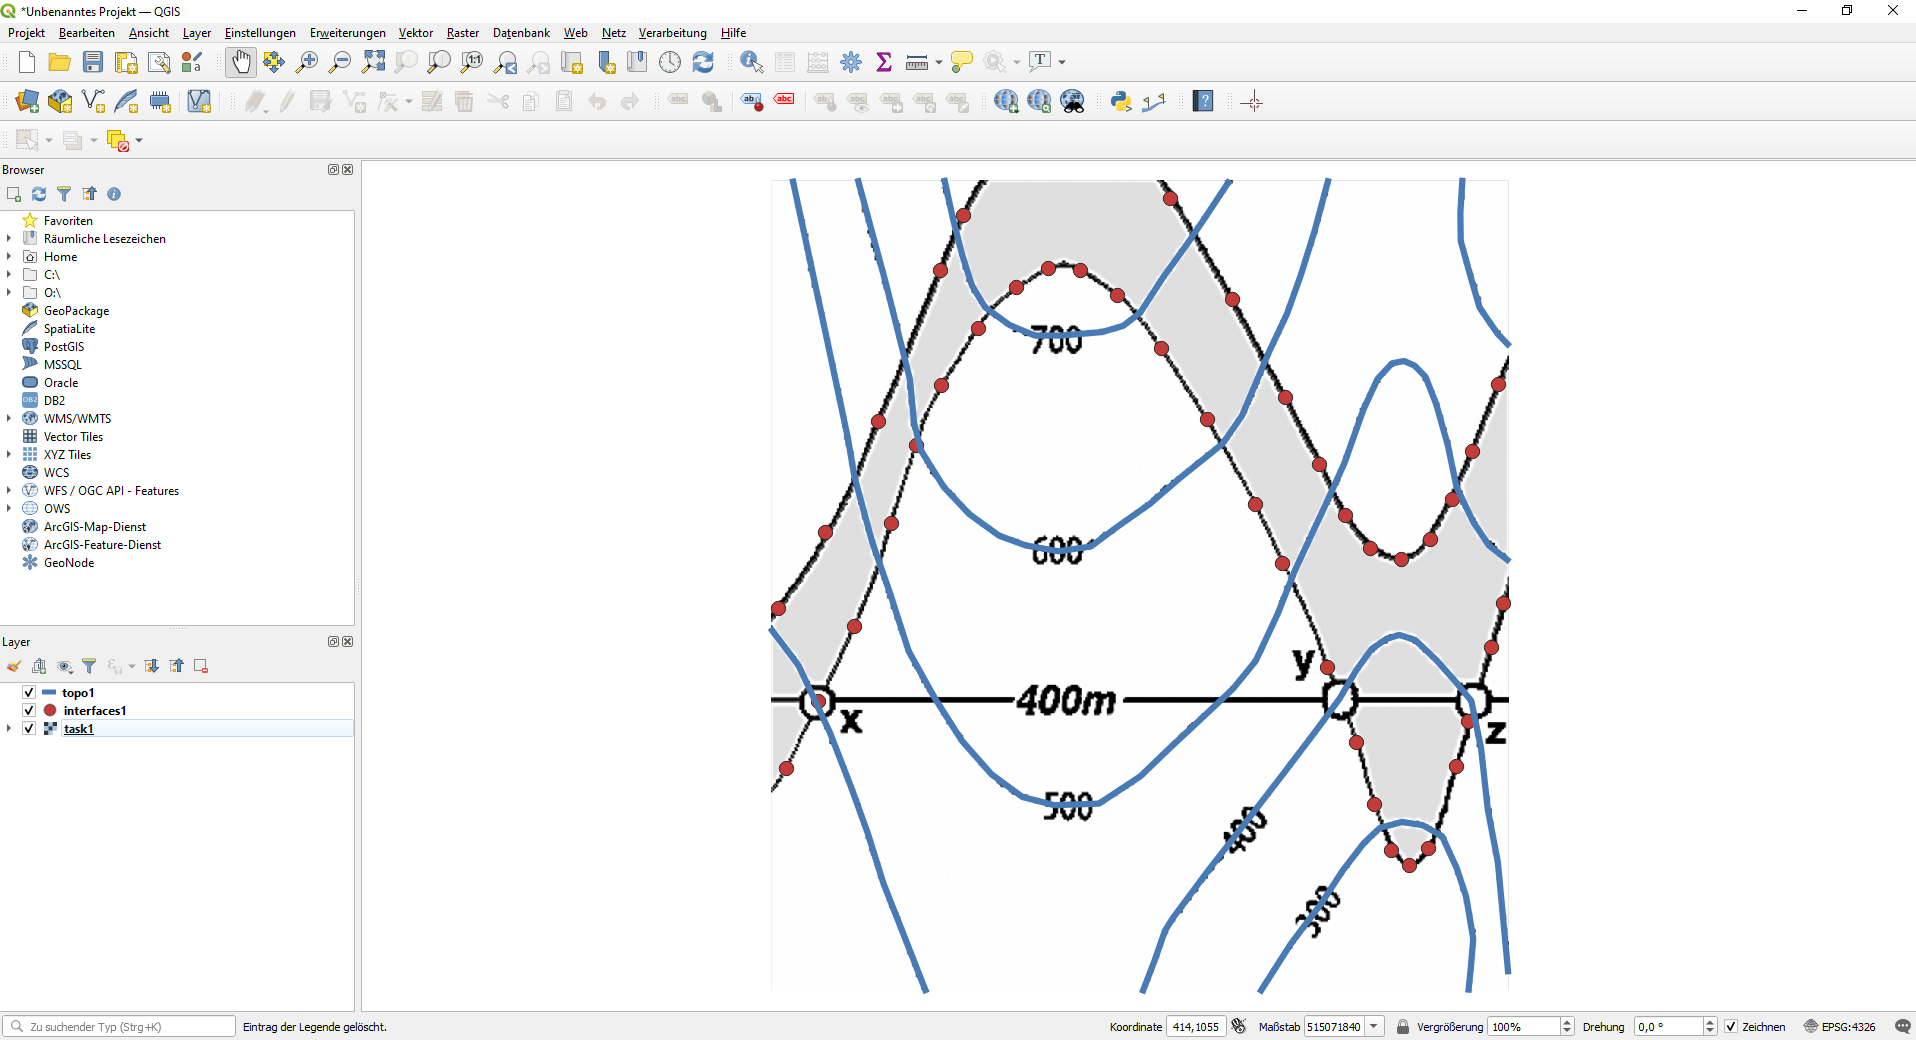 *Unbenanntes Projekt — QGIS
Projekt Bearbeiten Ansicht Layer Einstellungen Erweiterungen Vektor Raster Datenbank Web Netz Verarbeitung Hilfe
Browser
Favoriten
Räumliche Lesezeichen
Home
C:\
O:\
GeoPackage
SpatiaLite
PostGIS
MSSQL
Oracle
DB2
WMS/WMTS
Vector Tiles
XYZ Tiles
WCS
WFS / OGC API - Features
OWS
ArcGIS-Map-Dienst
ArcGIS-Feature-Dienst
GeoNode
Layer
topo1
interfaces1
task1
700
600
y
400m
x
z
500
400
300
Zu suchender Typ (Strg+K) Eintrag der Legende gelöscht. Koordinate 414,1055 Maßstab 515071840 Vergrößerung 100% Drehung 0,0 ° Zeichnen EPSG:4326